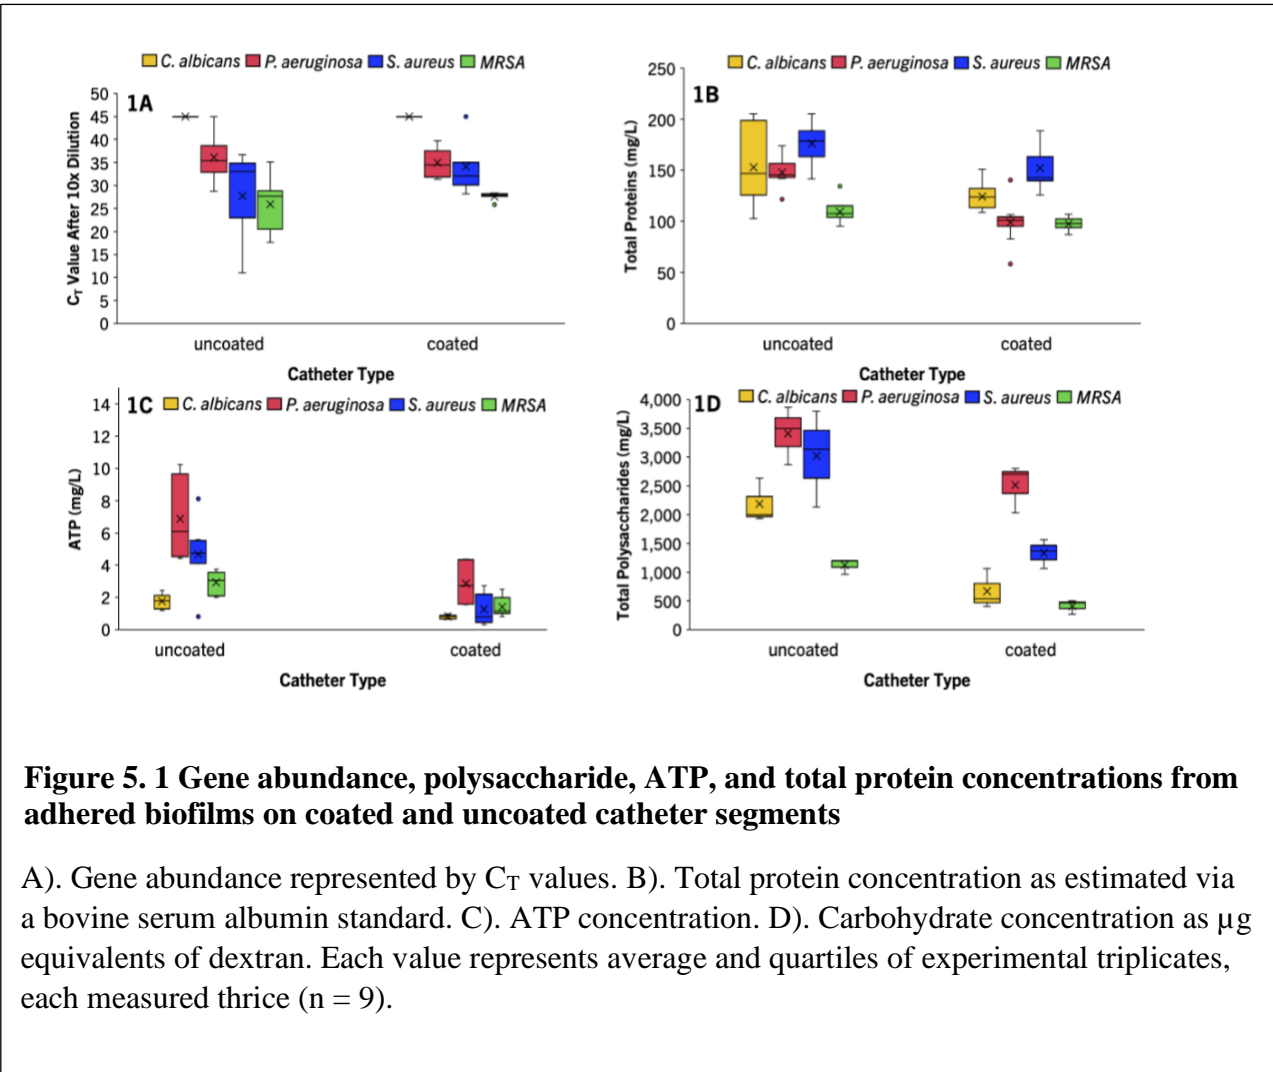 C. albicans P. aeruginosa S. aureus MRSA
1A
50
45
40
35
30
25
20
15
10
5
0
CT Value After 10x Dilution
uncoated coated
Catheter Type
C. albicans P. aeruginosa S. aureus MRSA
1B
250
200
150
100
50
0
Total Proteins (mg/L)
uncoated coated
Catheter Type
1C C. albicans P. aeruginosa S. aureus MRSA
14
12
10
8
6
4
2
0
ATP (mg/L)
uncoated coated
Catheter Type
1D C. albicans P. aeruginosa S. aureus MRSA
4,000
3,500
3,000
2,500
2,000
1,500
1,000
500
0
Total Polysaccharides (mg/L)
uncoated coated
Catheter Type
Figure 5. 1 Gene abundance, polysaccharide, ATP, and total protein concentrations from
adhered biofilms on coated and uncoated catheter segments
A). Gene abundance represented by CT values. B). Total protein concentration as estimated via
a bovine serum albumin standard. C). ATP concentration. D). Carbohydrate concentration as µg
equivalents of dextran. Each value represents average and quartiles of experimental triplicates,
each measured thrice (n = 9).